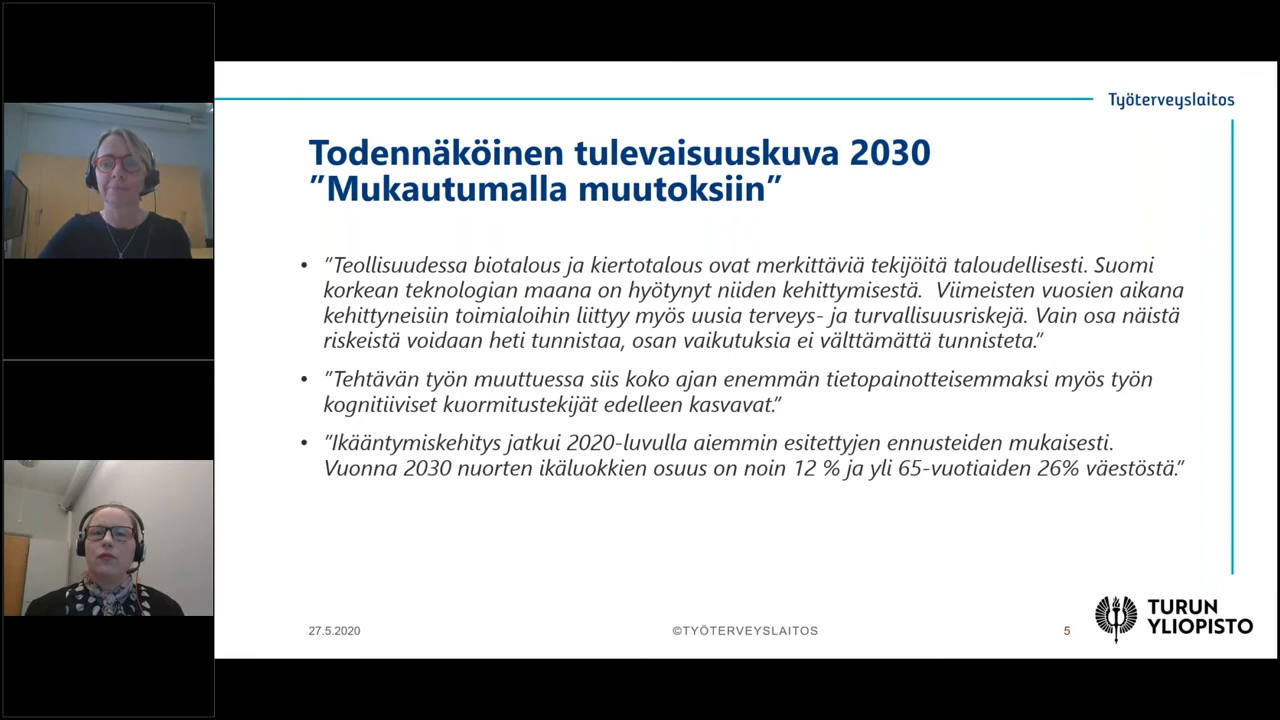 Työterveyslaitos
Todennäköinen tulevaisuuskuva 2030
”Mukautumalla muutoksiin”
• ”Teollisuudessa biotalous ja kiertotalous ovat merkittäviä tekijöitä taloudellisesti. Suomi
korkean teknologian maana on hyötynyt niiden kehittymisestä.  Viimeisten vuosien aikana
kehittyneisiin toimialoihin liittyy myös uusia terveys- ja turvallisuusriskejä. Vain osa näistä
riskeistä voidaan heti tunnistaa, osan vaikutuksia ei välttämättä tunnisteta.”
• ”Tehtävän työn muuttuessa siis koko ajan enemmän tietopainotteisemmaksi myös työn
kognitiiviset kuormitustekijät edelleen kasvavat.”
• ”Ikääntymiskehitys jatkui 2020-luvulla aiemmin esitettyjen ennusteiden mukaisesti.
Vuonna 2030 nuorten ikäluokkien osuus on noin 12 % ja yli 65-vuotiaiden 26% väestöstä.”
27.5.2020
©TYÖTERVEYSLAITOS
5
TURUN
YLIOPISTO